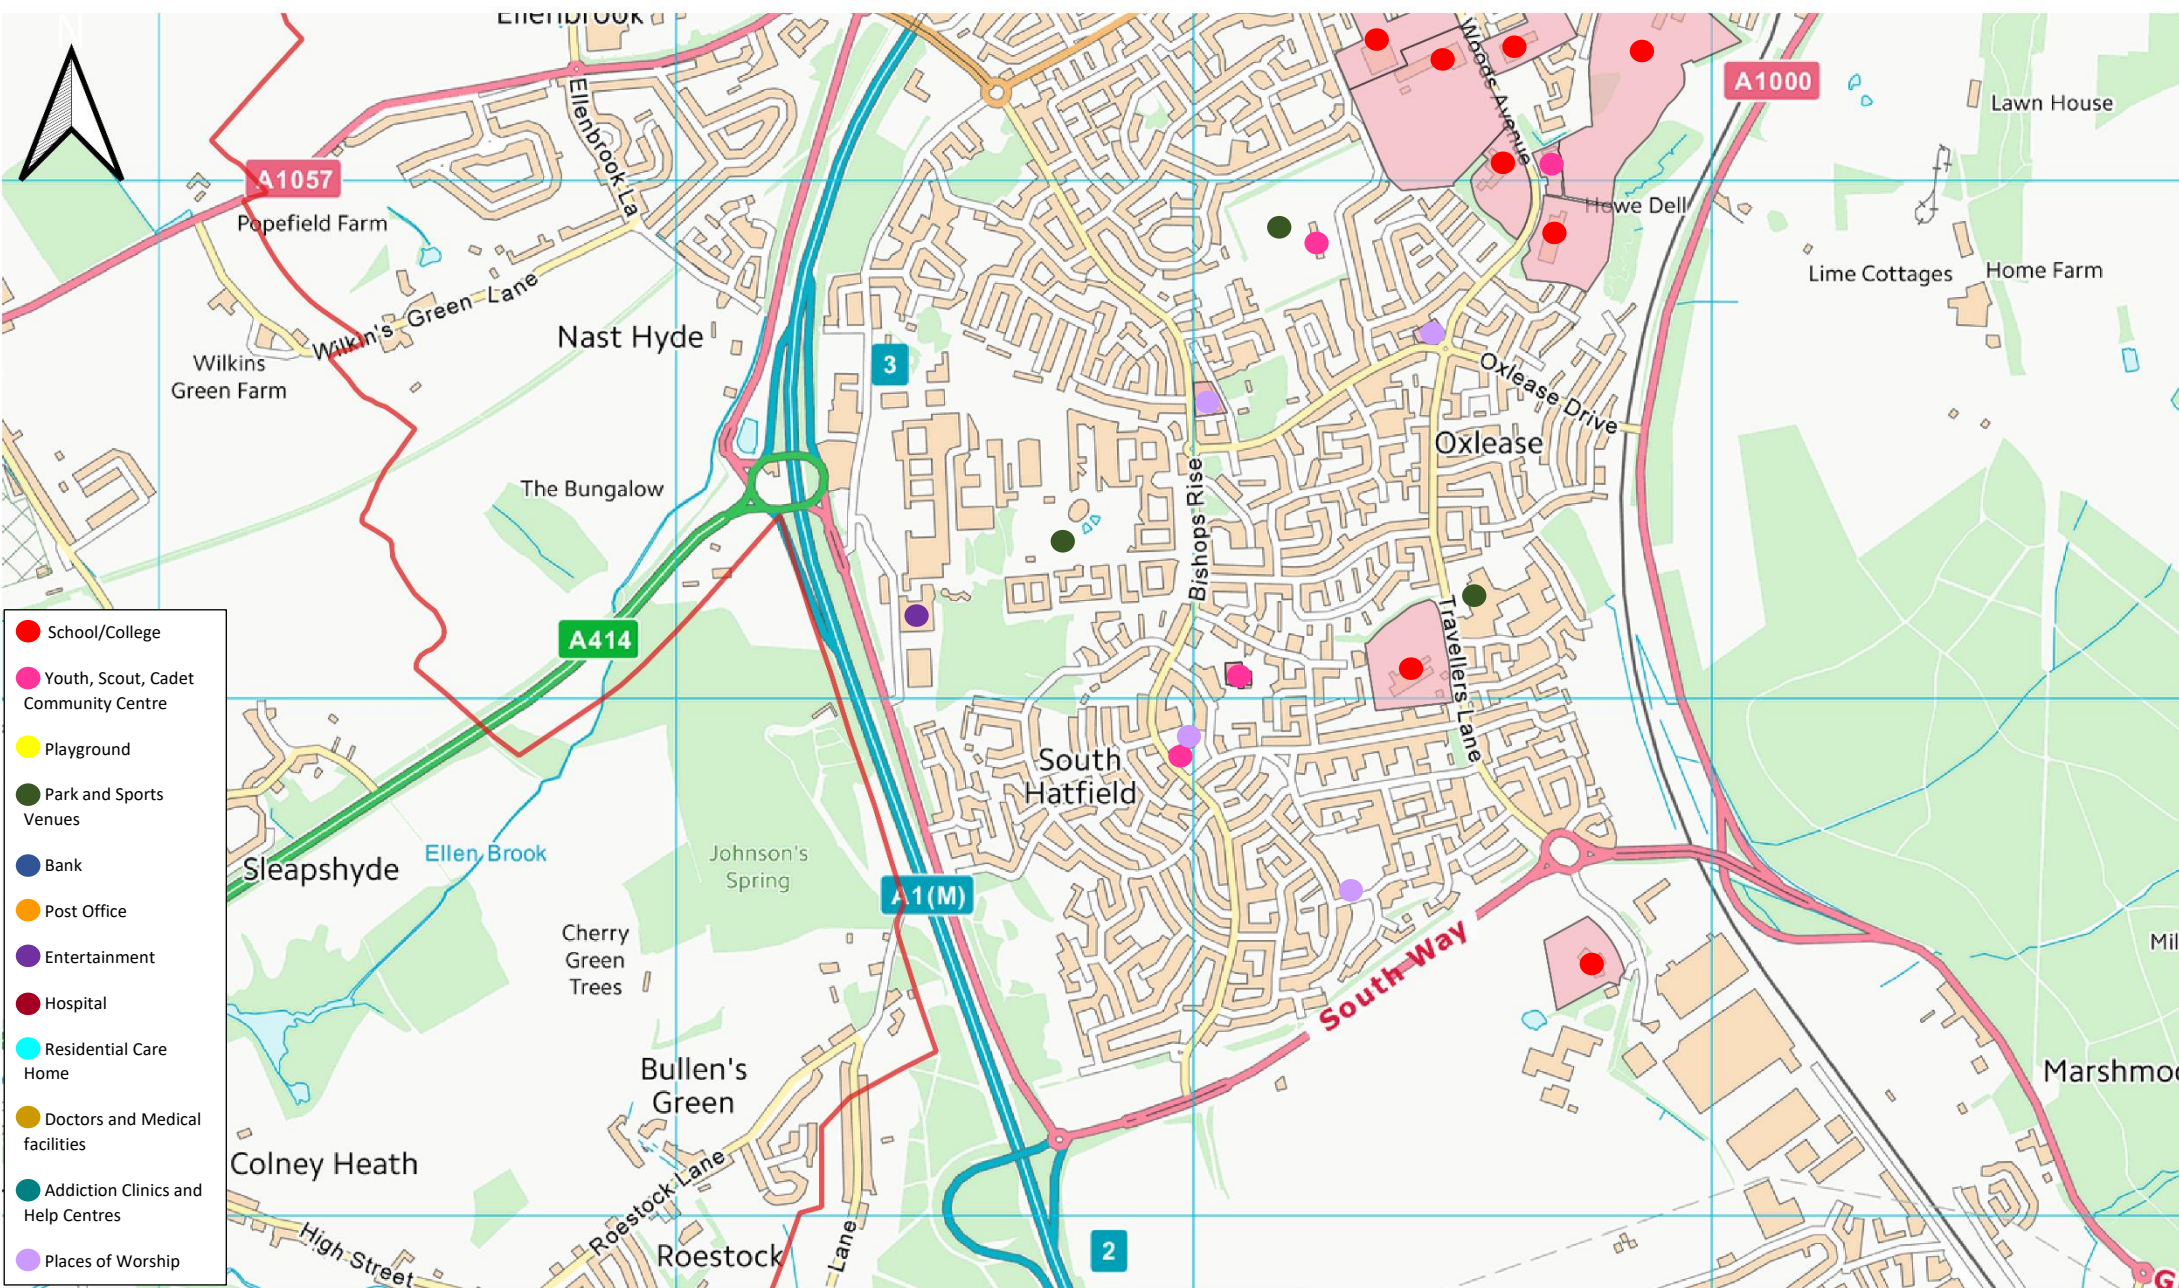 N
Ellenbrook
A1057
Ellenbrook La
Popefield Farm
Wilkin's Green Lane
Wilkins
Green Farm
Nast Hyde
3
The Bungalow
A414
Woods Avenue
A1000
Lawn House
Howe Dell
Lime Cottages
Home Farm
Oxlease Drive
Oxlease
Bishops Rise
Travellers Lane
South
Hatfield
South Way
A1(M)
Johnson's
Spring
Ellen Brook
Sleapshyde
Cherry
Green
Trees
Bullen's
Green
Colney Heath
High Street
Roestock Lane
Roestock
Lane
2
Mil
Marshmoo
G
School/College
Youth, Scout, Cadet
Community Centre
Playground
Park and Sports
Venues
Bank
Post Office
Entertainment
Hospital
Residential Care
Home
Doctors and Medical
facilities
Addiction Clinics and
Help Centres
Places of Worship